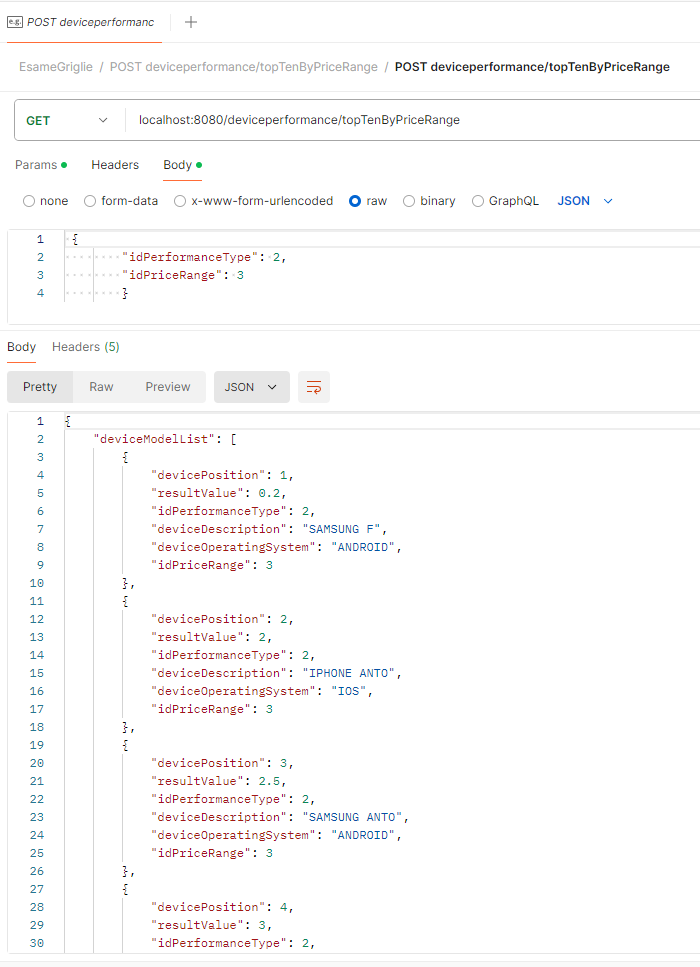 e.g. POST deviceperformanc
EsameGriglie / POST deviceperformance/topTenByPriceRange / POST deviceperformance/topTenByPriceRange
GET localhost:8080/deviceperformance/topTenByPriceRange
Params Headers Body
none form-data x-www-form-urlencoded raw binary GraphQL JSON
1 {
2 "idPerformanceType": 2,
3 "idPriceRange": 3
4 }
Body Headers (5)
Pretty Raw Preview JSON
1 {
2 "deviceModelList": [
3 {
4 "devicePosition": 1,
5 "resultValue": 0.2,
6 "idPerformanceType": 2,
7 "deviceDescription": "SAMSUNG F",
8 "deviceOperatingSystem": "ANDROID",
9 "idPriceRange": 3
10 },
11 {
12 "devicePosition": 2,
13 "resultValue": 2,
14 "idPerformanceType": 2,
15 "deviceDescription": "IPHONE ANTO",
16 "deviceOperatingSystem": "IOS",
17 "idPriceRange": 3
18 },
19 {
20 "devicePosition": 3,
21 "resultValue": 2.5,
22 "idPerformanceType": 2,
23 "deviceDescription": "SAMSUNG ANTO",
24 "deviceOperatingSystem": "ANDROID",
25 "idPriceRange": 3
26 },
27 {
28 "devicePosition": 4,
29 "resultValue": 3,
30 "idPerformanceType": 2,